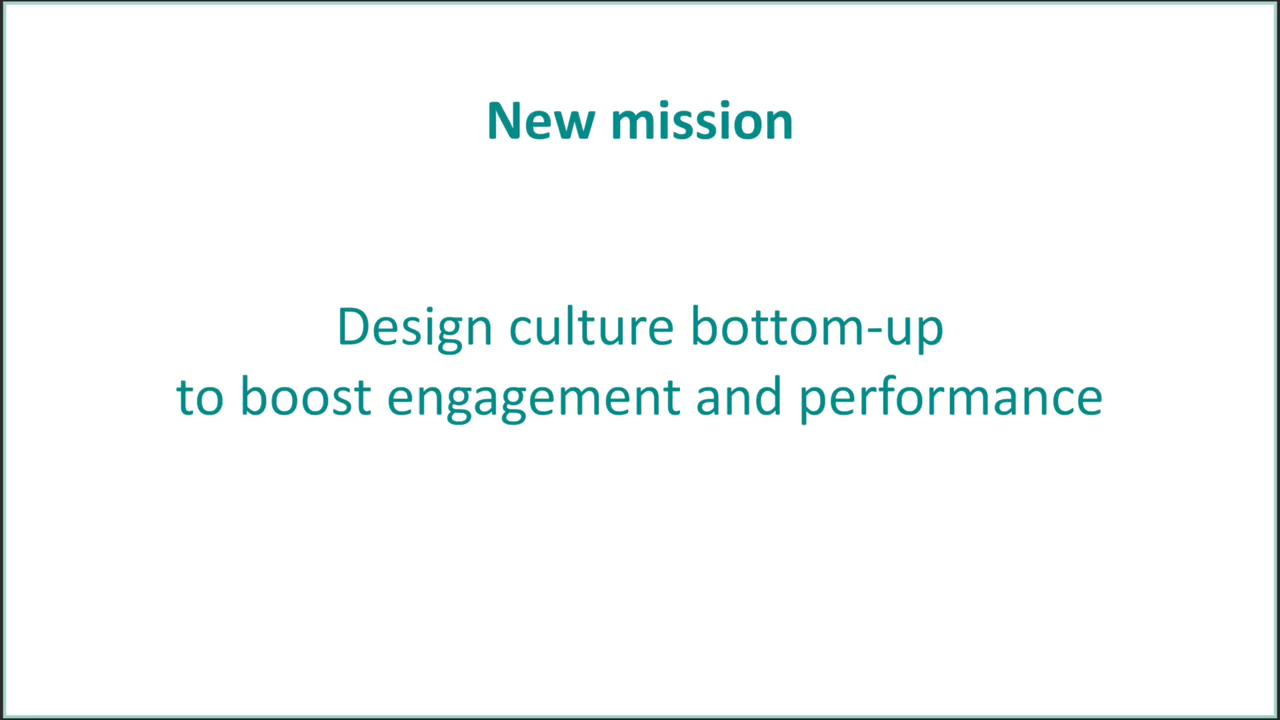 New mission
Design culture bottom-up
to boost engagement and performance